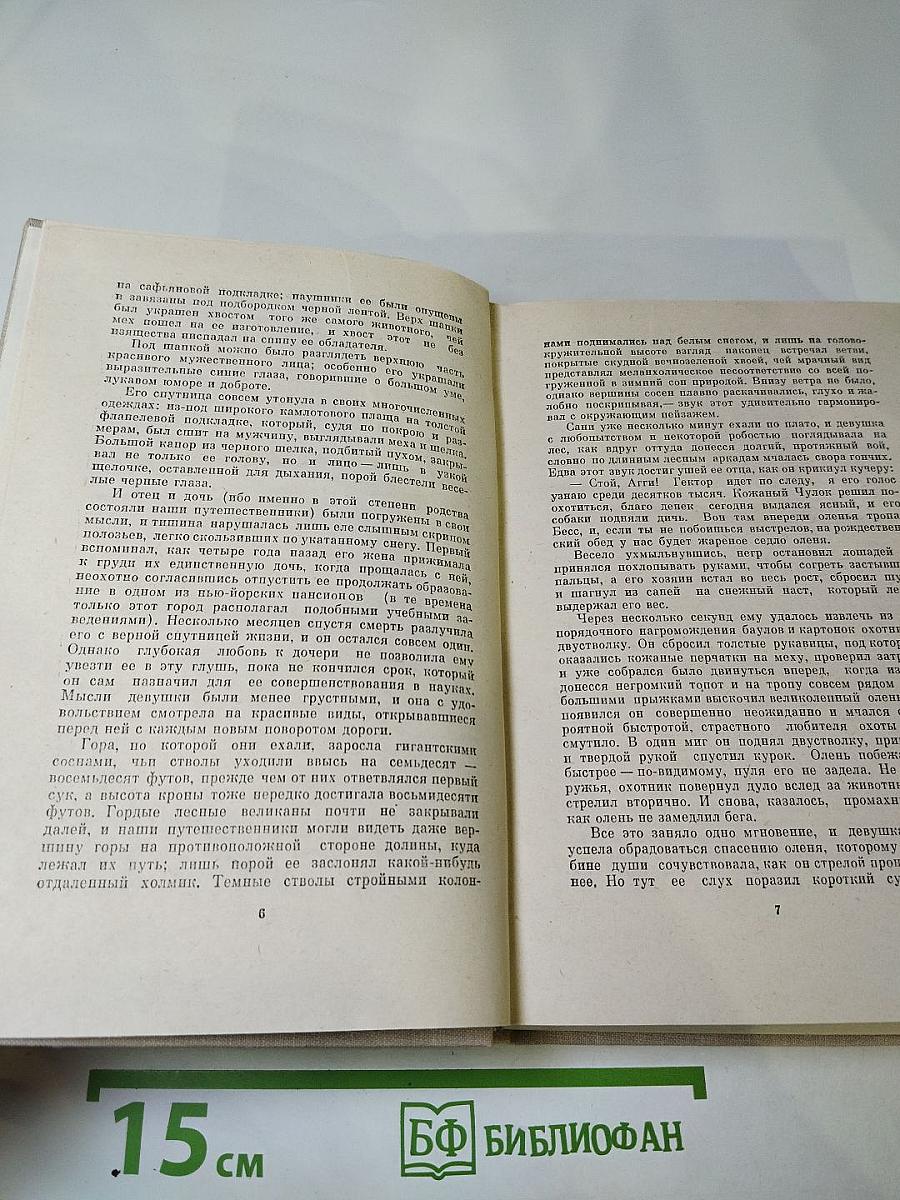 на сафьяновой подкладке; наушники ее были опущены
и завязаны под подбородком черной лентой. Верх шапки
был украшен хвостом того же самого животного, чей
мех пошел на ее изготовление, и хвост этот не без
изящества ниспадал на спину ее обладателя.
Под шапкой можно было разглядеть верхнюю часть
красивого мужественного лица; особенно его украшали
выразительные синие глаза, говорившие о большом уме,
лукавом юморе и доброте.
Его спутница совсем утонула в своих многочисленных
одеждах: из-под широкого камлотового плаща на толстой
фланелевой подкладке, который, судя по покрою и раз-
мерам, был сшит на мужчину, выглядывали меха и шелка.
Большой капор из черного шелка, подбитый пухом, закры-
вал не только ее голову, но и лицо — лишь в узкой
щелочке, оставленной для дыхания, порой блестели весе-
лые черные глаза.
И отец и дочь (ибо именно в этой степени родства
состояли наши путешественники) были погружены в свои
мысли, и тишина нарушалась лишь еле слышным скрипом
полозьев, легко скользивших по укатанному снегу. Первый
вспоминал, как четыре года назад его жена прижимала
к груди их единственную дочь, когда прощалась с ней,
неохотно согласившись отпустить ее продолжать образова-
ние в одном из нью-йорских пансионов (в те времена
только этот город располагал подобными учебными за-
ведениями). Несколько месяцев спустя смерть разлучила
его с верной спутницей жизни, и он остался совсем один.
Однако глубокая любовь к дочери не позволила ему
увезти ее в эту глушь, пока не кончился срок, который
он сам назначил для ее совершенствования в науках.
Мысли девушки были менее грустными, и она с удо-
вольствием смотрела на красивые виды, открывавшиеся
перед ней с каждым новым поворотом дороги.
Гора, по которой они ехали, заросла гигантскими
соснами, чьи стволы уходили ввысь на семьдесят —
восемьдесят футов, прежде чем от них ответвлялся первый
сук, а высота кроны тоже нередко достигала восьмидесяти
футов. Гордые лесные великаны почти не закрывали
далей, и наши путешественники могли видеть даже вер-
шину горы на противоположной стороне долины, куда
лежал их путь; лишь порой ее заслонял какой-нибудь
отдаленный холмик. Темные стволы стройными колон-
6
нами поднимались над белым снегом, и лишь на голово-
кружительной высоте взгляд наконец встречал ветви,
покрытые скудной вечнозеленой хвоей, чей мрачный вид
представлял меланхолическое несоответствие со всей по-
груженной в зимний сон природой. Внизу ветра не было,
однако вершины сосен плавно раскачивались, глухо и жа-
лобно поскрипывая,— звук этот удивительно гармониро-
вал с окружающим пейзажем.
Сани уже несколько минут ехали по плато, и девушка
с любопытством и некоторой робостью поглядывала на
лес, как вдруг оттуда донесся долгий, протяжный вой,
словно по длинным лесным аркадам мчалась свора гончих.
Едва этот звук достиг ушей ее отца, как он крикнул кучеру:
— Стой, Агги! Гектор идет по следу, я его голос
узнаю среди десятков тысяч. Кожаный Чулок решил по-
охотиться, благо денек сегодня выдался ясный, и его
собаки подняли дичь. Вон там впереди оленья тропа
Бесс, и, если ты не побоишься выстрелов, на рождествен
ский обед у нас будет жареное седло оленя.
Весело ухмыльнувшись, негр остановил лошадей
принялся похлопывать руками, чтобы согреть застывш
пальцы, а его хозяин встал во весь рост, сбросил шу
и шагнул из саней на снежный наст, который ле
выдержал его вес.
Через несколько секунд ему удалось извлечь из
порядочного нагромождения баулов и картонок охотн
двустволку. Он сбросил толстые рукавицы, под котор
оказались кожаные перчатки на меху, проверил затр
и уже собрался было двинуться вперед, когда из
донесся негромкий топот и на тропу совсем рядом
большими прыжками выскочил великолепный олень
появился он совершенно неожиданно и мчался с
роятной быстротой, страстного любителя охоты
смутило. В один миг он поднял двустволку, при
и твердой рукой спустил курок. Олень побежа
быстрее — по-видимому, пуля его не задела. Не
ружья, охотник повернул дуло вслед за животны
стрелил вторично. И снова, казалось, промахн
как олень не замедлил бега.
Все это заняло одно мгновение, и девушка
успела обрадоваться спасению оленя, которому
бине души сочувствовала, как он стрелой прон
нее. Но тут ее слух поразил короткий су
7
15 см
БФ БИБЛИОФАН